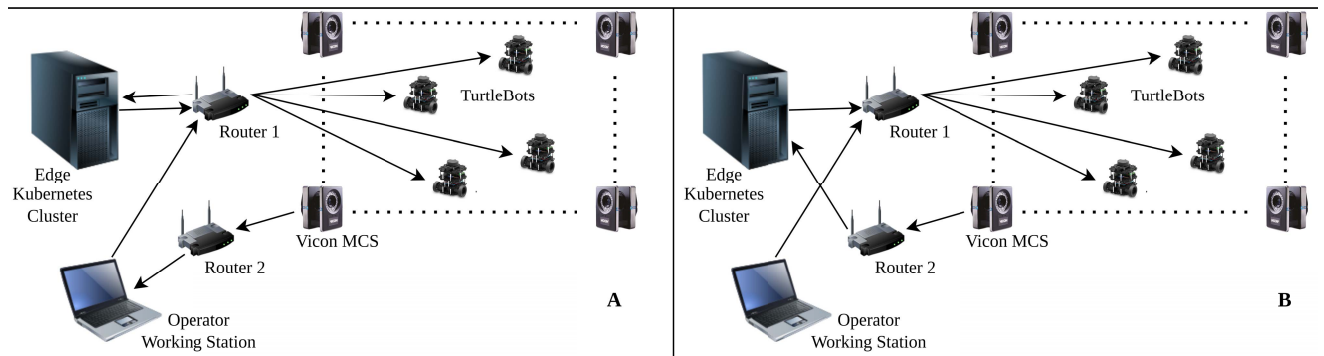 TurtleBots
Router 1
Edge
Kubernetes
Cluster
Vicon MCS
Router 2
A
Operator
Working Station
TurtleBots
Router 1
Edge
Kubernetes
Cluster
Vicon MCS
Router 2
B
Operator
Working Station